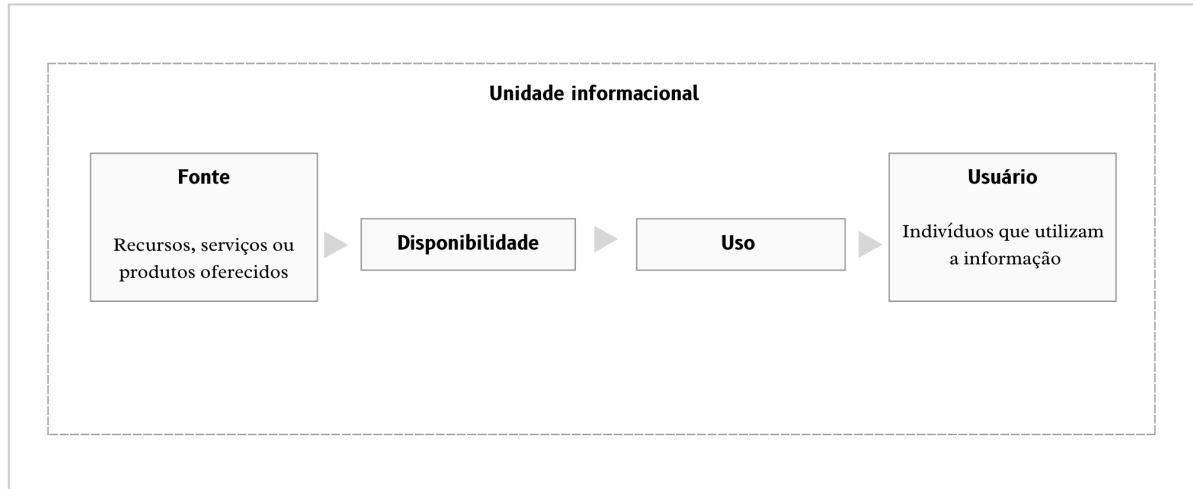 Unidade informacional
Fonte
Recursos, serviços ou
produtos oferecidos
Disponibilidade
Uso
Usuário
Indivíduos que utilizam
a informação